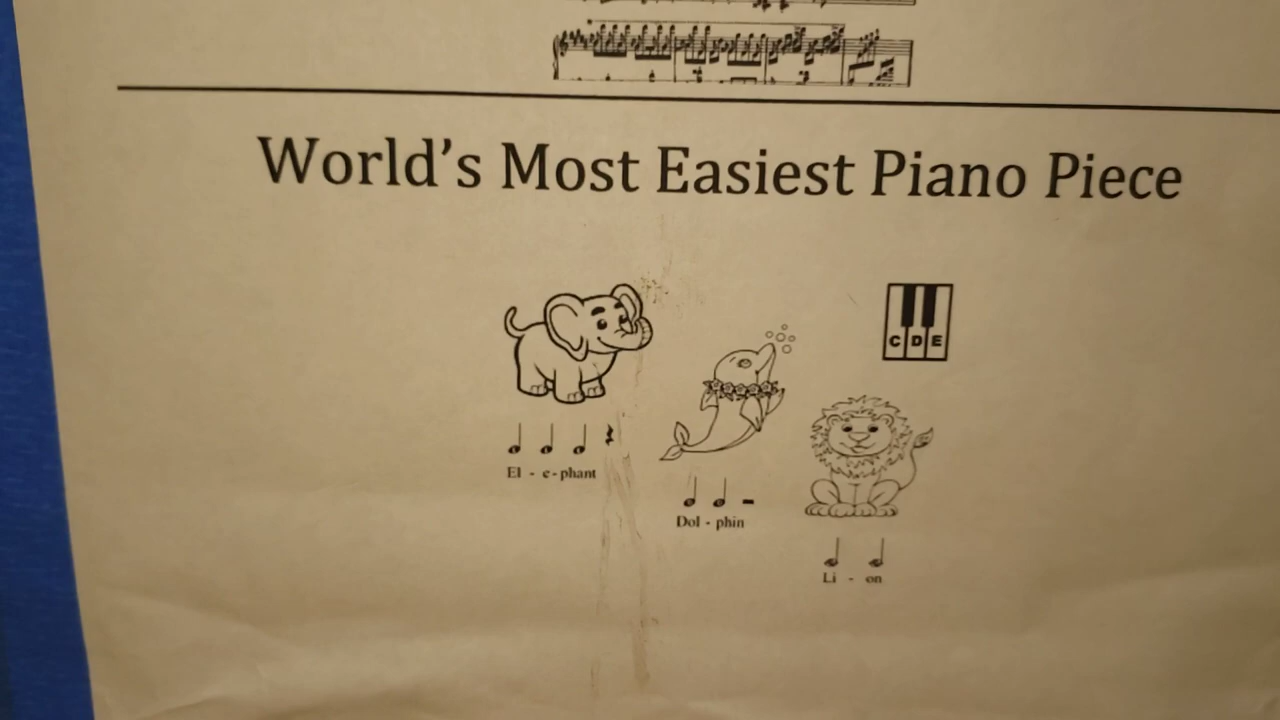 World's Most Easiest Piano Piece
C D E
El - e - phant
Dol - phin
Li - on